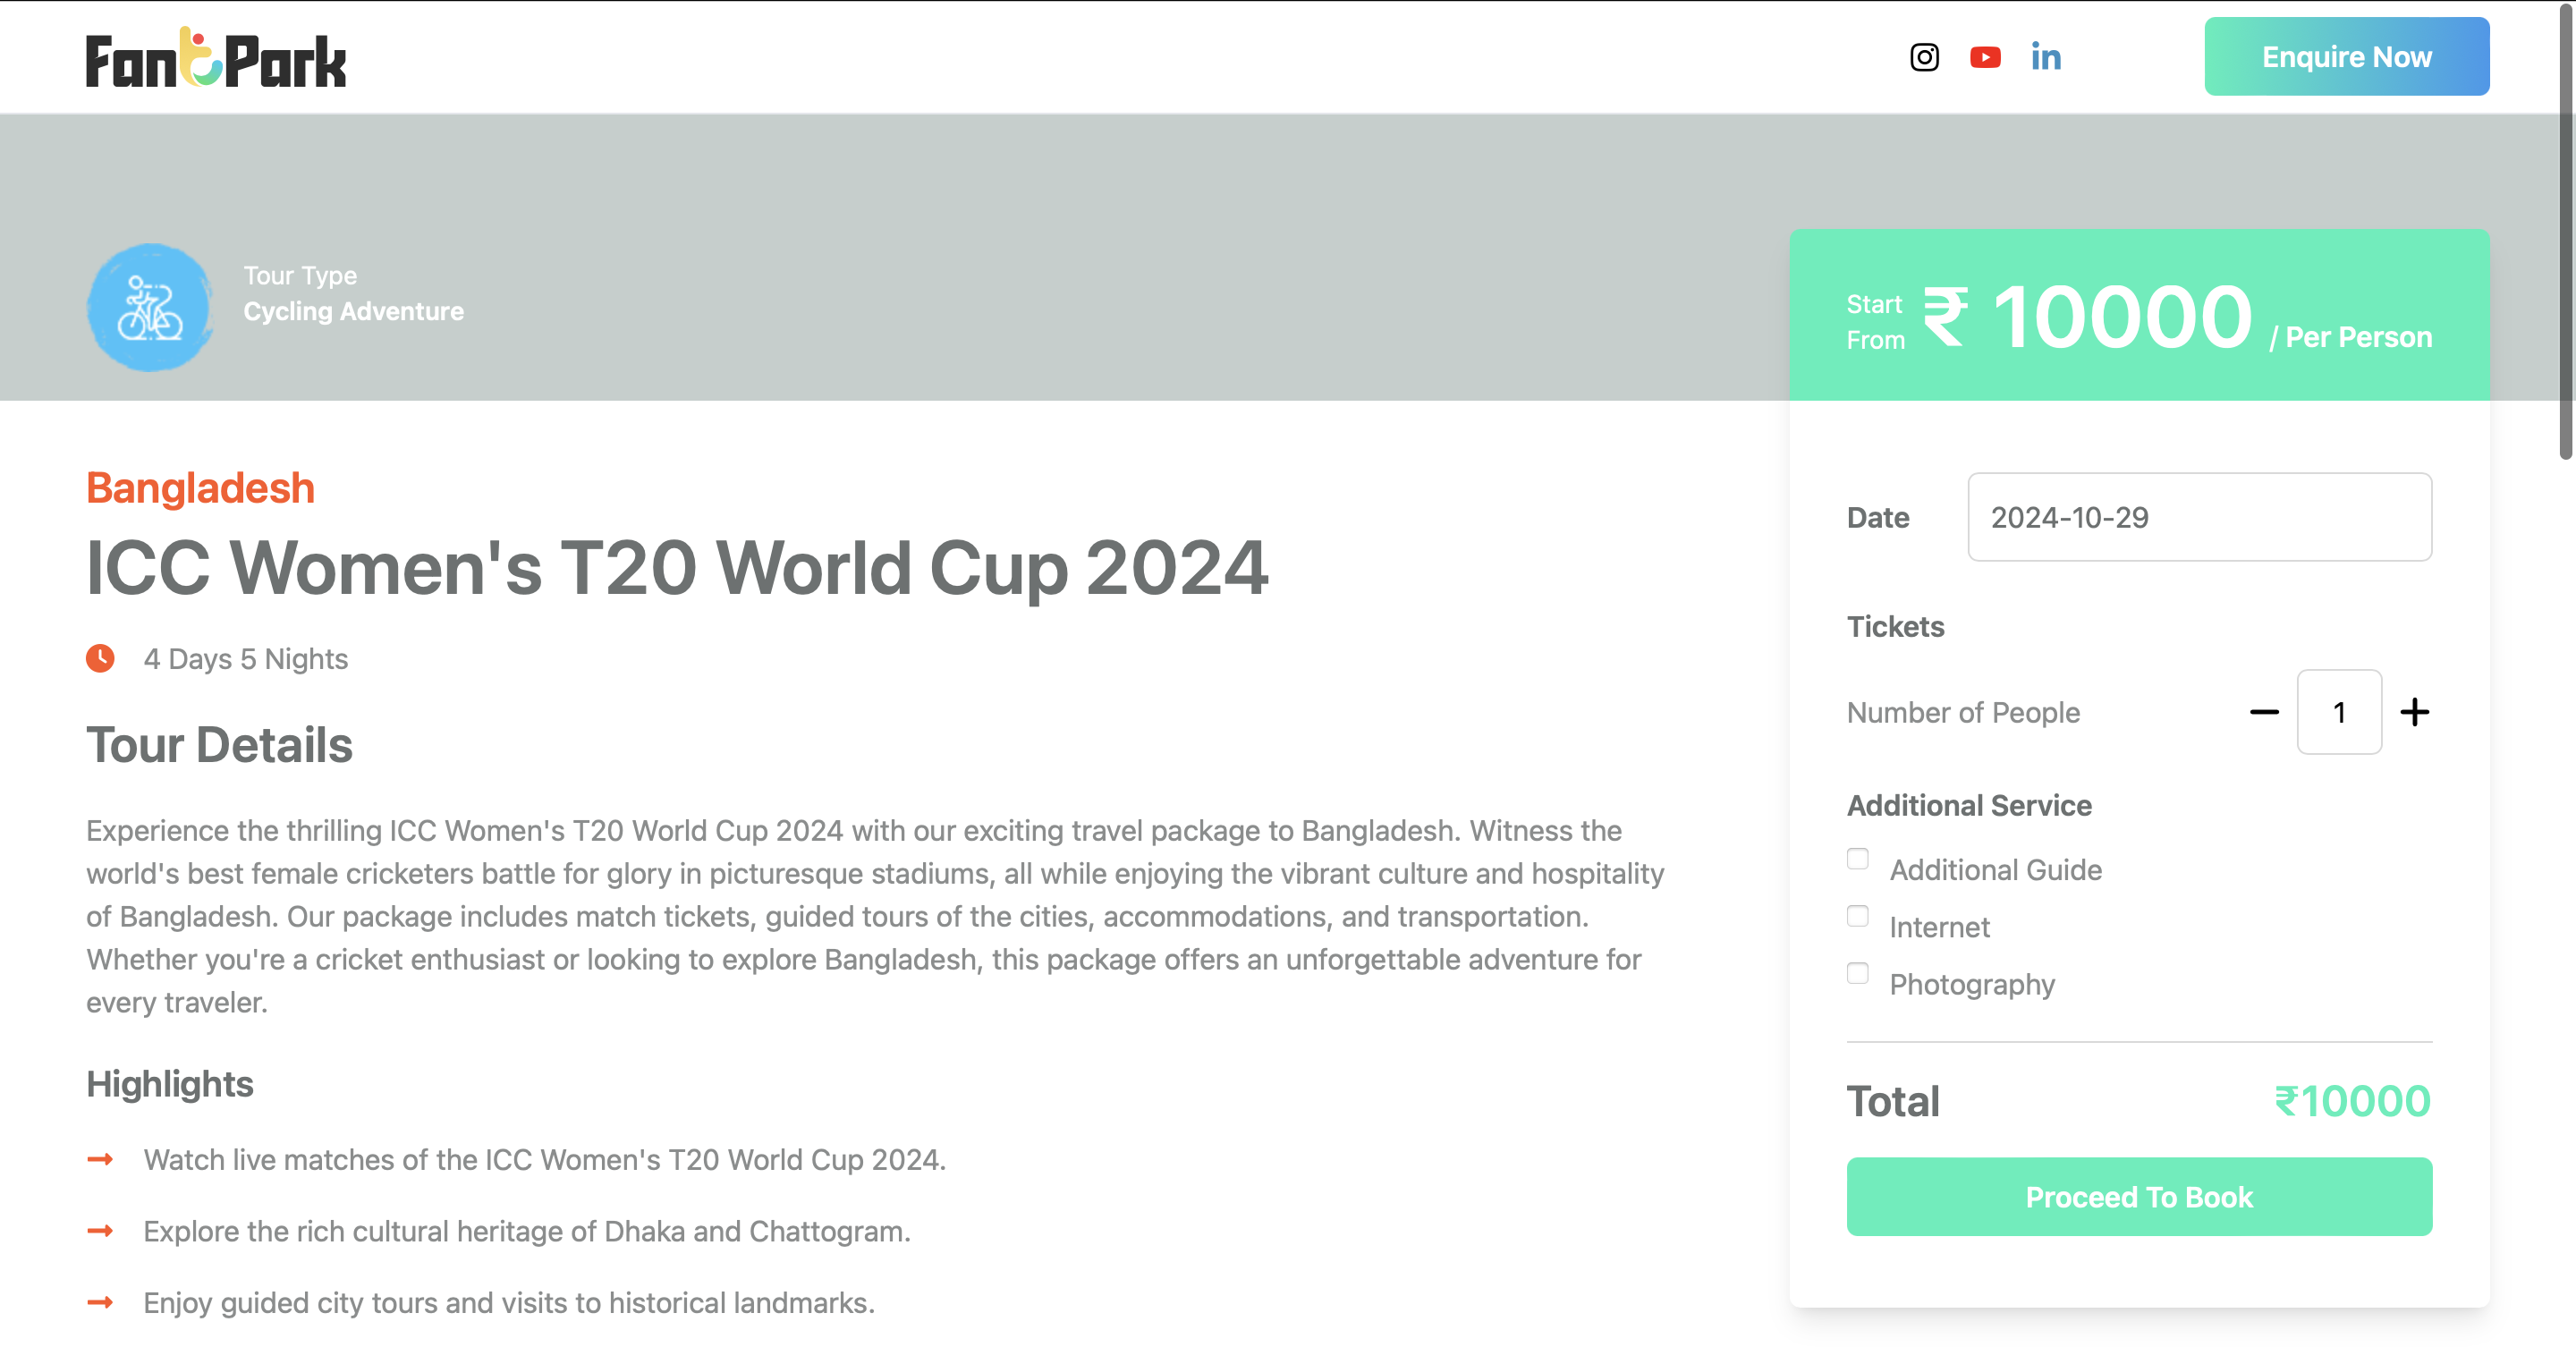 FantPark
in
Enquire Now
Tour Type
Cycling Adventure
Start
From
₹ 10000 / Per Person
Bangladesh
ICC Women's T20 World Cup 2024
4 Days 5 Nights
Tour Details
Experience the thrilling ICC Women's T20 World Cup 2024 with our exciting travel package to Bangladesh. Witness the
world's best female cricketers battle for glory in picturesque stadiums, all while enjoying the vibrant culture and hospitality
of Bangladesh. Our package includes match tickets, guided tours of the cities, accommodations, and transportation.
Whether you're a cricket enthusiast or looking to explore Bangladesh, this package offers an unforgettable adventure for
every traveler.
Highlights
Watch live matches of the ICC Women's T20 World Cup 2024.
Explore the rich cultural heritage of Dhaka and Chattogram.
Enjoy guided city tours and visits to historical landmarks.
Date
2024-10-29
Tickets
Number of People
1
Additional Service
Additional Guide
Internet
Photography
Total
₹10000
Proceed To Book